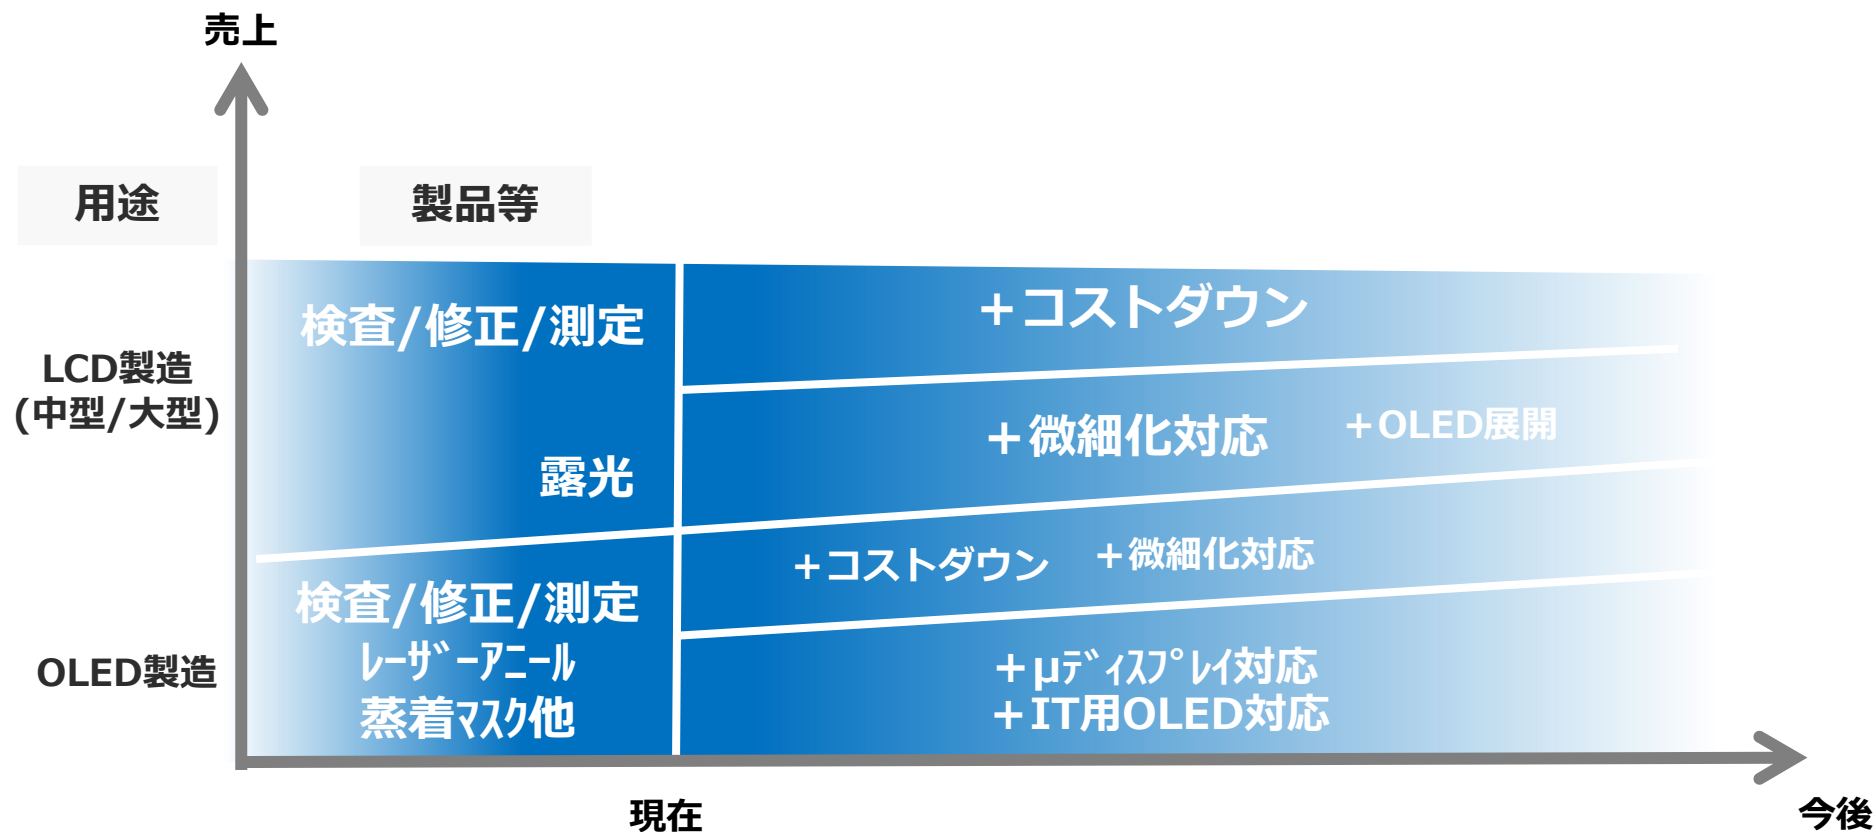 売上
用途
製品等
検査/修正/測定
＋コストダウン
LCD製造
(中型/大型)
＋微細化対応
＋OLED展開
露光
＋コストダウン
＋微細化対応
検査/修正/測定
ﾚｰｻﾞｰｱﾆｰﾙ
蒸着ﾏｽｸ他
OLED製造
＋μﾃﾞｨｽﾌﾟﾚｲ対応
＋IT用OLED対応
現在
今後